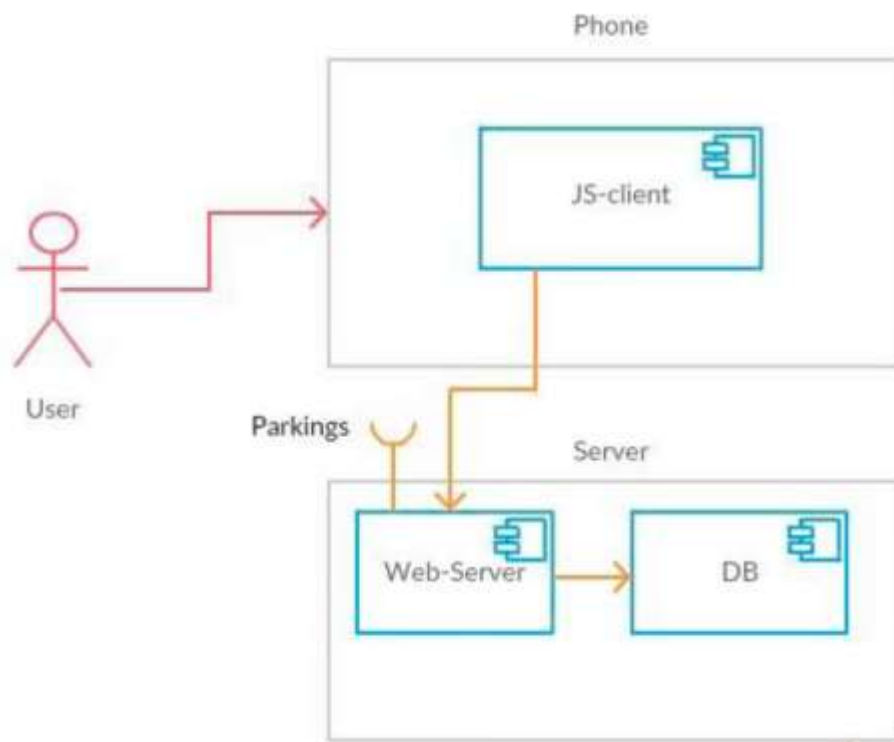 Phone
JS-client
User
Parkings
Server
Web-Server
DB